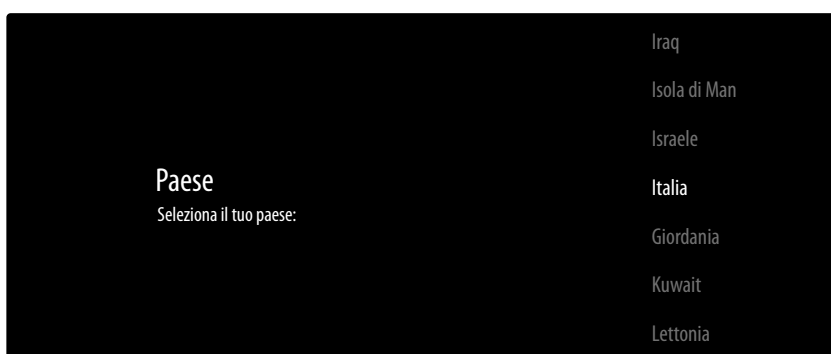 Paese
Seleziona il tuo paese:
Iraq
Isola di Man
Israele
Italia
Giordania
Kuwait
Lettonia